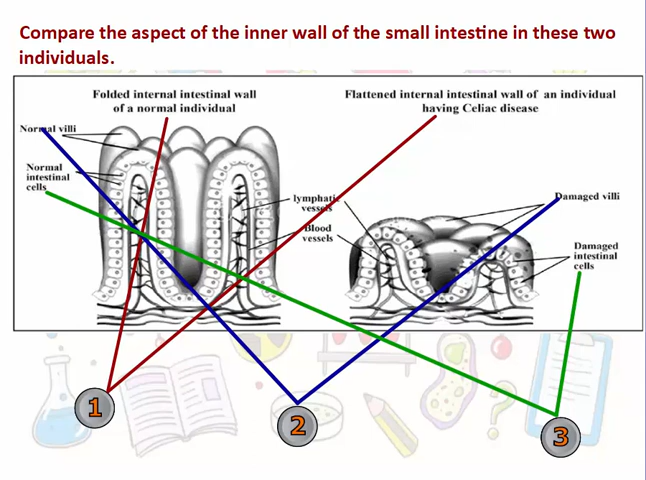 Compare the aspect of the inner wall of the small intestine in these two
individuals.
Folded internal intestinal wall
of a normal individual
Flattened internal intestinal wall of an individual
having Celiac disease
Normal villi
Normal
intestinal
cells
lymphatic
vessels
Blood
vessels
Damaged villi
Damaged
intestinal
cells
1
2
3